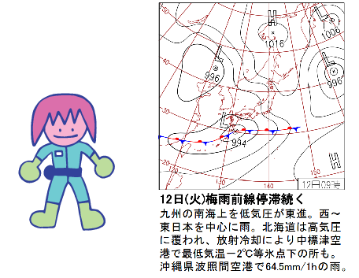 H
1016
L
1006
L
996
L
996
L
994
H
140
150
12日09時
12日(火)梅雨前線停滞続く
九州の南海上を低気圧が東進。西～
東日本を中心に雨。北海道は高気圧
に覆われ、放射冷却により中標津空
港で最低気温-2℃等氷点下の所も。
沖縄県波照間空港で64.5mm/1hの雨。